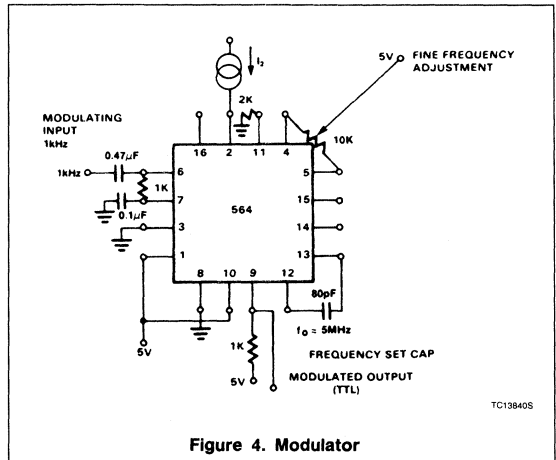 I₂
5V
FINE FREQUENCY
ADJUSTMENT
2K
MODULATING
INPUT
1kHz
16
2
11
4
10K
0.47μF
1kHz
6
5
1K
7
15
0.1μF
564
3
14
1
13
8
10
9
12
80pF
fo = 5MHz
1K
FREQUENCY SET CAP
5V
5V
MODULATED OUTPUT
(TTL)
TC13840S
Figure 4. Modulator